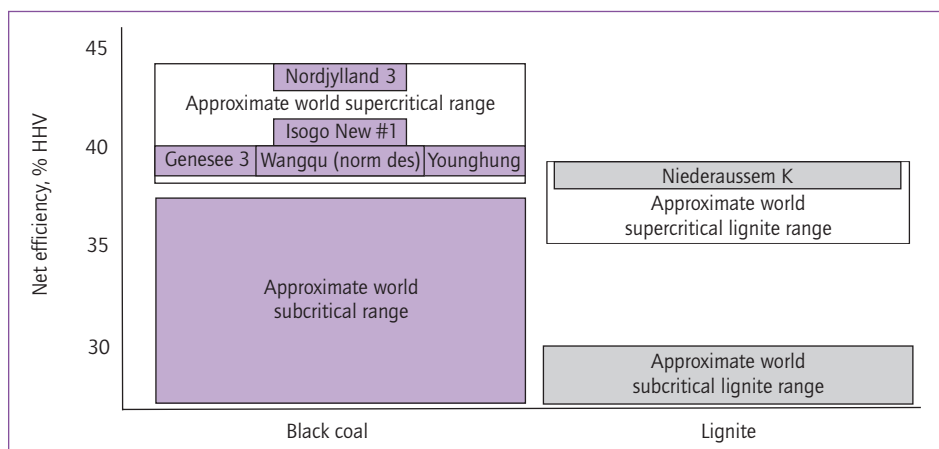 Net efficiency, % HHV
45
40
35
30
Nordjylland 3
Approximate world supercritical range
Isogo New #1
Genesee 3
Wangqu (norm des)
Younghung
Approximate world
subcritical range
Niederaussem K
Approximate world
supercritical lignite range
Approximate world
subcritical lignite range
Black coal
Lignite